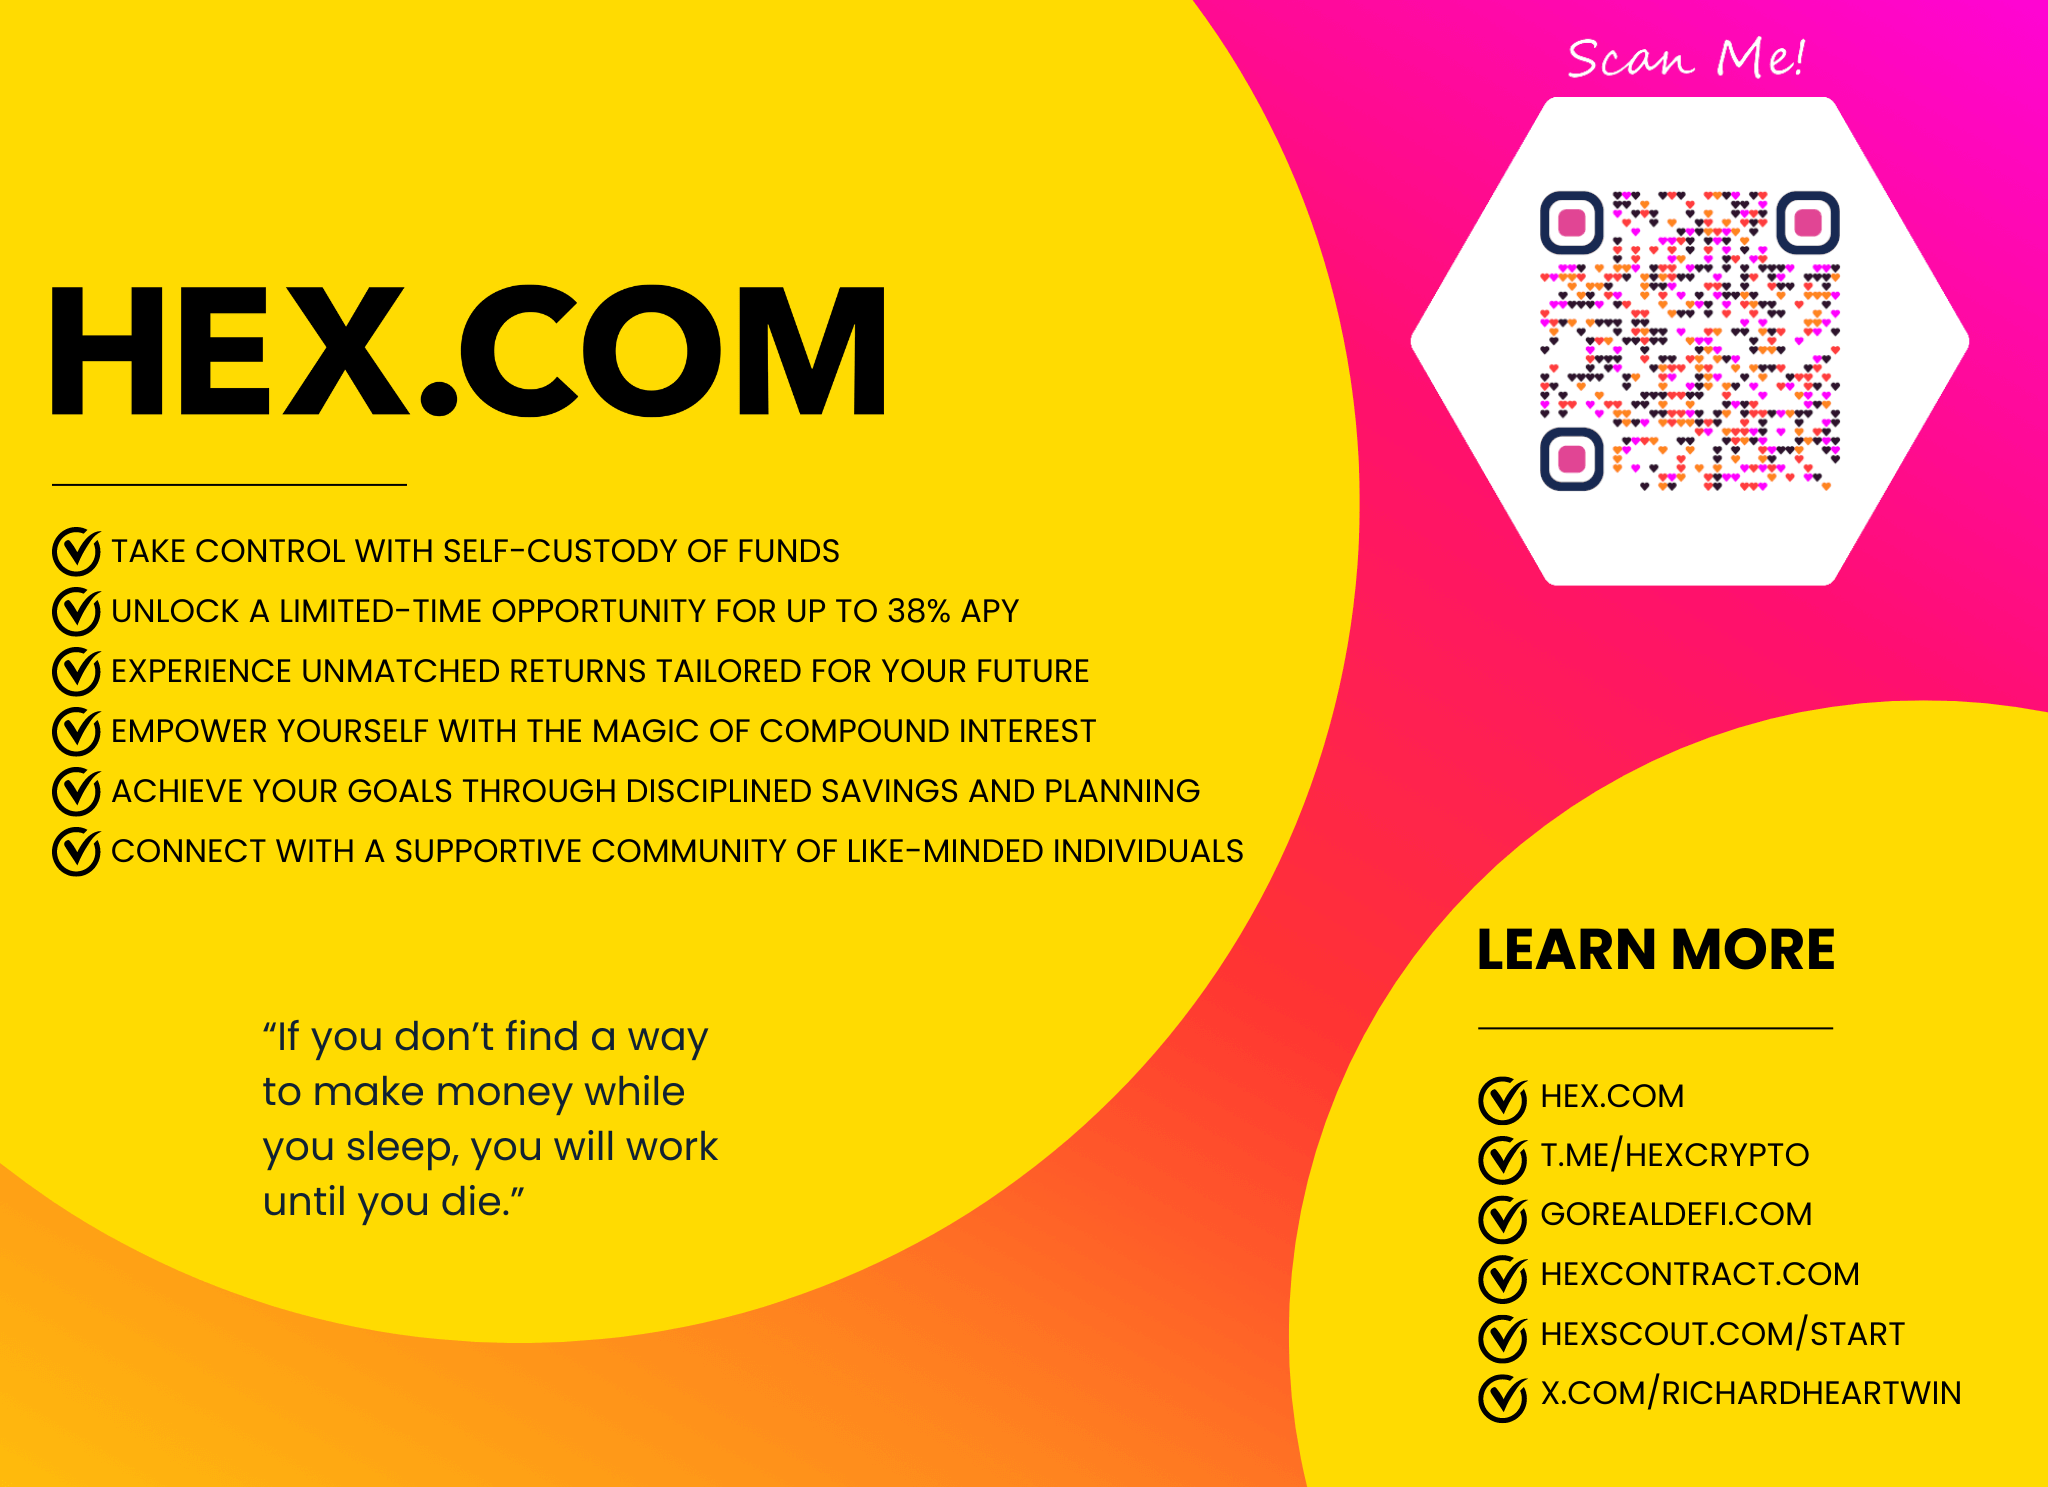 Scan Me!
HEX.COM
TAKE CONTROL WITH SELF-CUSTODY OF FUNDS
UNLOCK A LIMITED-TIME OPPORTUNITY FOR UP TO 38% APY
EXPERIENCE UNMATCHED RETURNS TAILORED FOR YOUR FUTURE
EMPOWER YOURSELF WITH THE MAGIC OF COMPOUND INTEREST
ACHIEVE YOUR GOALS THROUGH DISCIPLINED SAVINGS AND PLANNING
CONNECT WITH A SUPPORTIVE COMMUNITY OF LIKE-MINDED INDIVIDUALS
“If you don’t find a way
to make money while
you sleep, you will work
until you die.”
LEARN MORE
HEX.COM
T.ME/HEXCRYPTO
GOREALDEFI.COM
HEXCONTRACT.COM
HEXSCOUT.COM/START
X.COM/RICHARDHEARTWIN